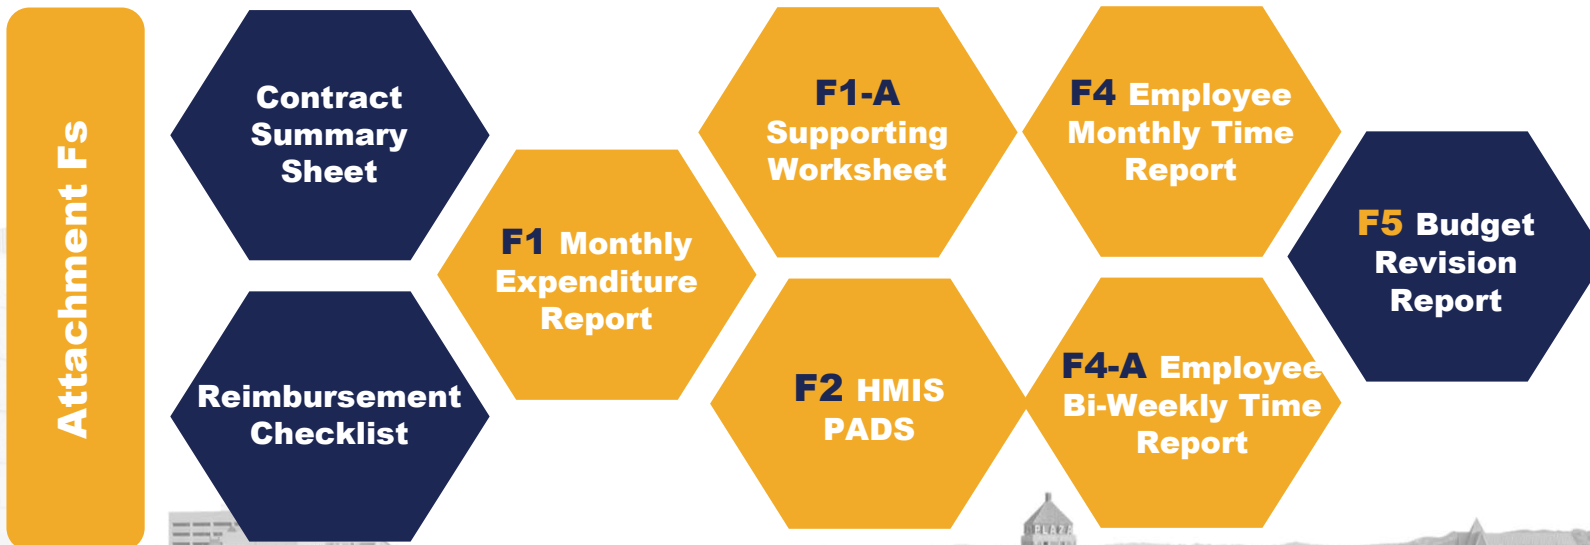 Attachment Fs
Contract
Summary
Sheet
Reimbursement
Checklist
F1 Monthly
Expenditure
Report
F1-A
Supporting
Worksheet
F2 HMIS
PADS
F4 Employee
Monthly Time
Report
F4-A Employee
Bi-Weekly Time
Report
F5 Budget
Revision
Report
PLAZA